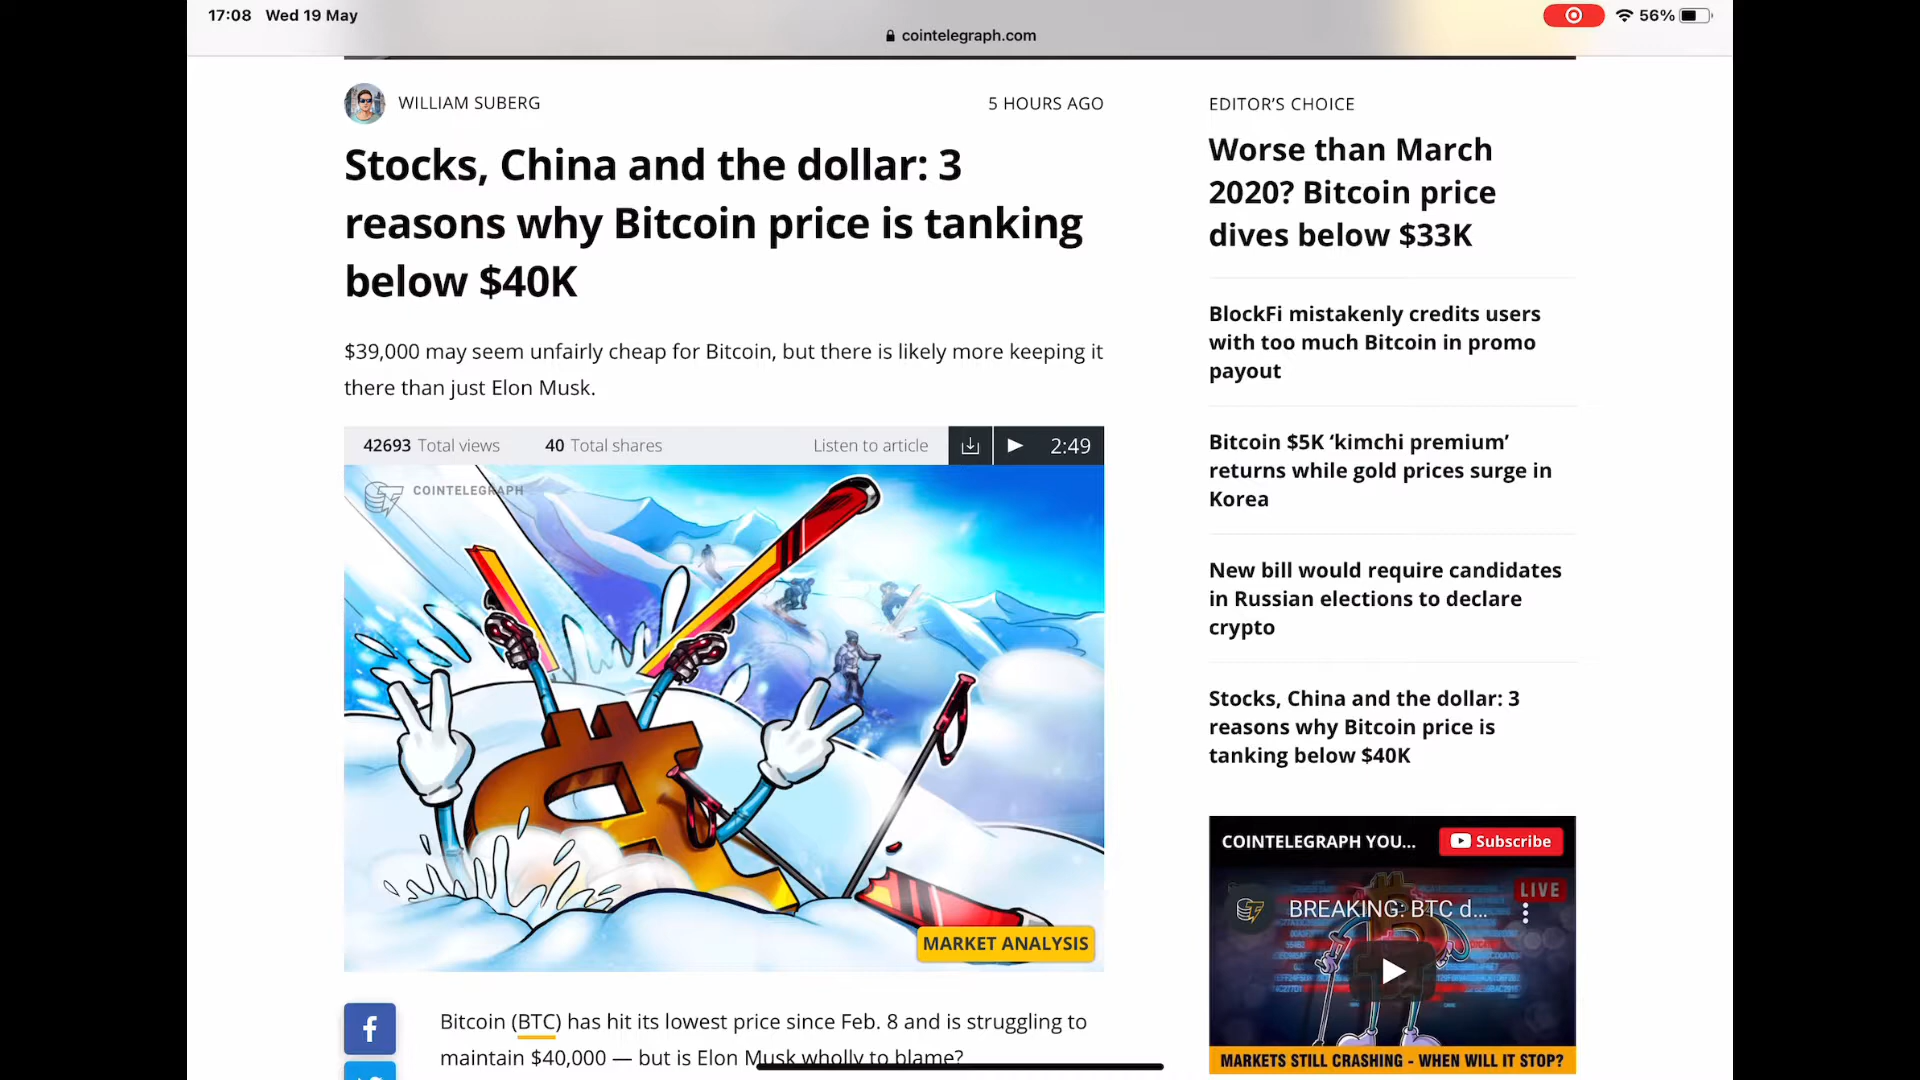 17:08 Wed 19 May
56%
cointelegraph.com
WILLIAM SUBERG
5 HOURS AGO
Stocks, China and the dollar: 3
reasons why Bitcoin price is tanking
below $40K
$39,000 may seem unfairly cheap for Bitcoin, but there is likely more keeping it
there than just Elon Musk.
42693 Total views
40 Total shares
Listen to article
2:49
COINTELEGRAPH
MARKET ANALYSIS
Bitcoin (BTC) has hit its lowest price since Feb. 8 and is struggling to
maintain $40,000 — but is Elon Musk wholly to blame?
EDITOR'S CHOICE
Worse than March
2020? Bitcoin price
dives below $33K
BlockFi mistakenly credits users
with too much Bitcoin in promo
payout
Bitcoin $5K ‘kimchi premium’
returns while gold prices surge in
Korea
New bill would require candidates
in Russian elections to declare
crypto
Stocks, China and the dollar: 3
reasons why Bitcoin price is
tanking below $40K
COINTELEGRAPH YOU...
Subscribe
LIVE
BREAKING: BTC d...
MARKETS STILL CRASHING - WHEN WILL IT STOP?